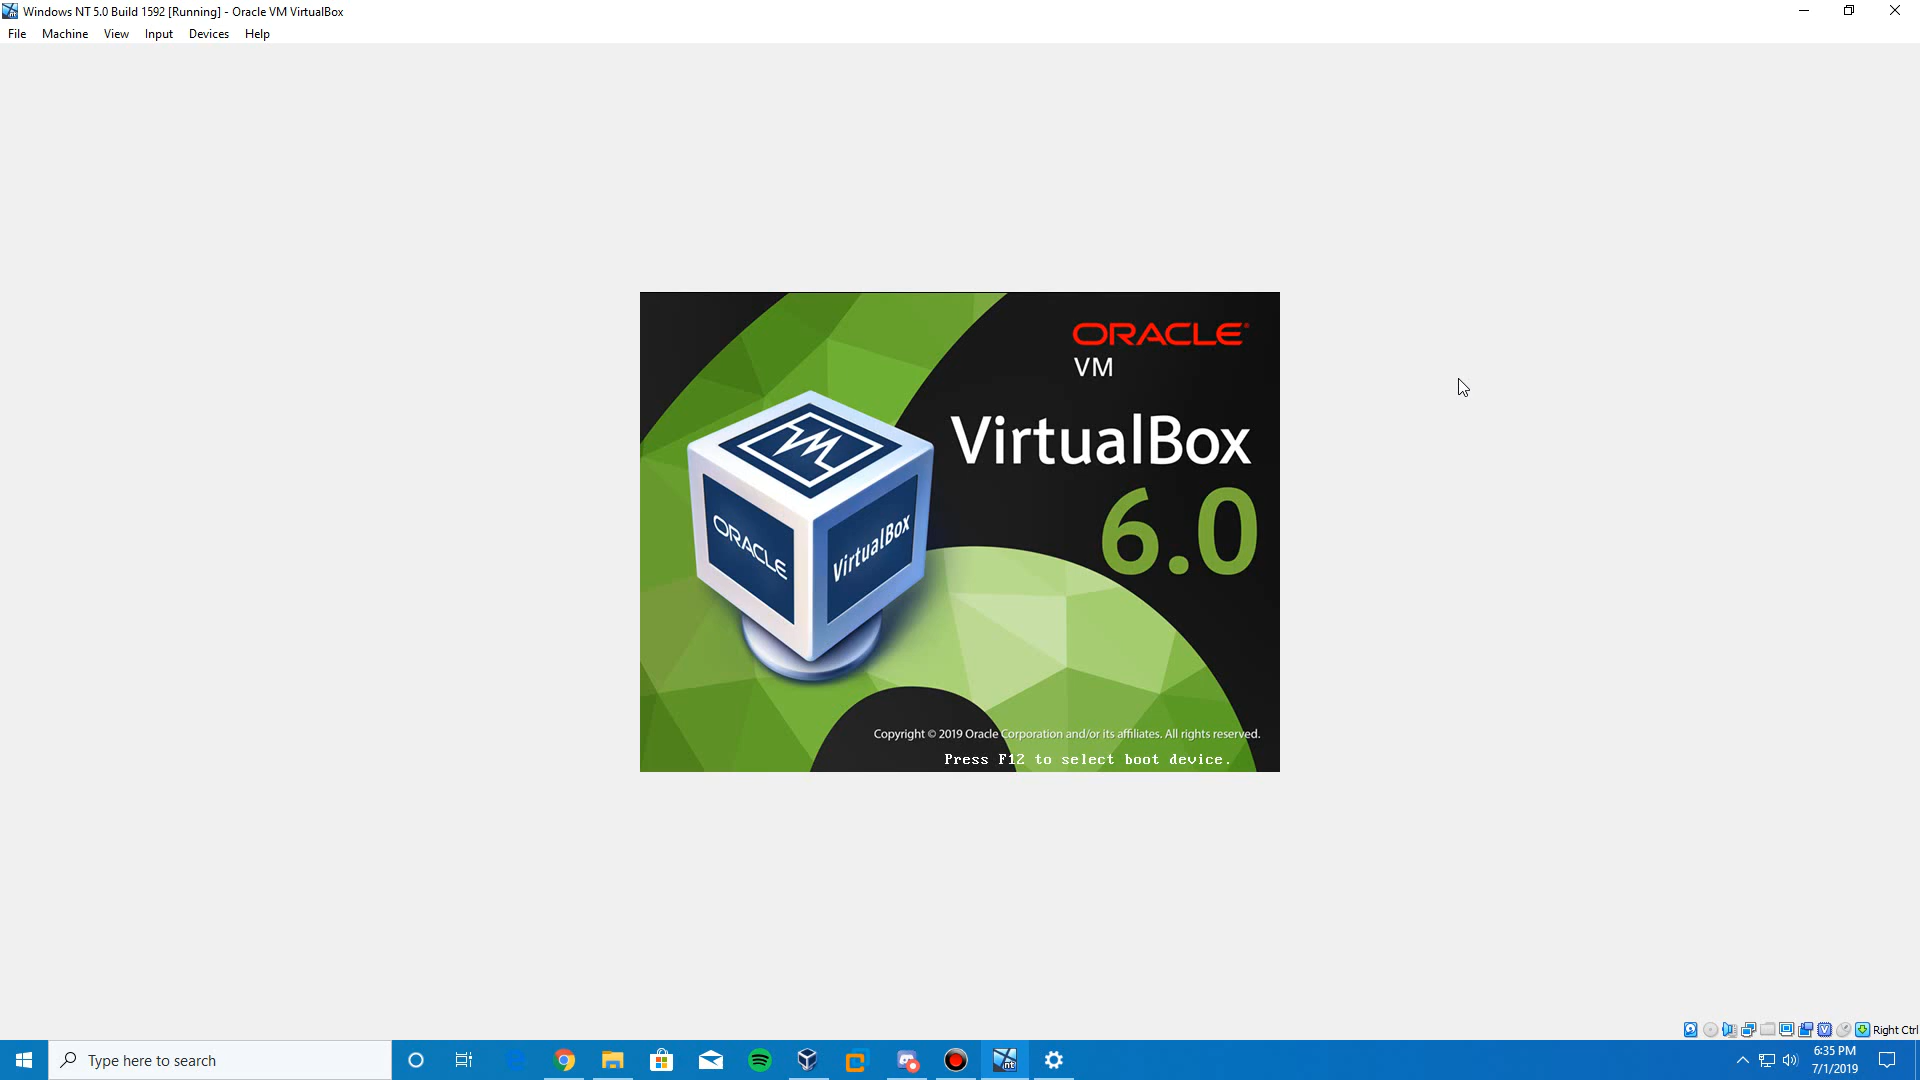 Windows NT 5.0 Build 1592 [Running] - Oracle VM VirtualBox
File Machine View Input Devices Help
ORACLE
VM
VirtualBox
6.0
ORACLE
VirtualBox
Copyright © 2019 Oracle Corporation and/or its affiliates. All rights reserved.
Press F12 to select boot device.
Right Ctrl
Type here to search
nt
6:35 PM
7/1/2019